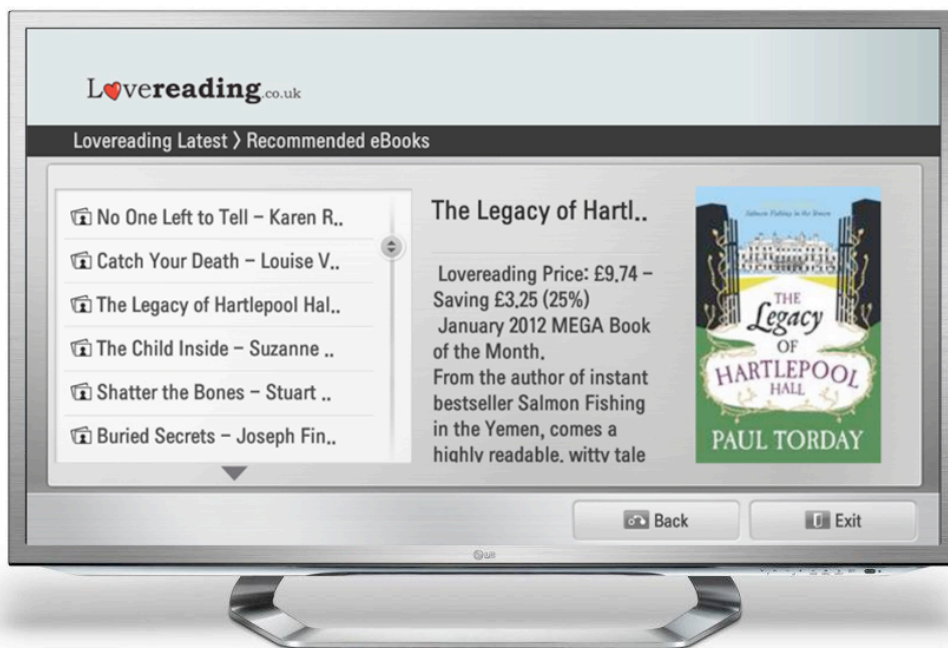 Lovereading.co.uk
Lovereading Latest > Recommended eBooks
No One Left to Tell – Karen R..
Catch Your Death – Louise V..
The Legacy of Hartlepool Hal..
The Child Inside – Suzanne ..
Shatter the Bones – Stuart ..
Buried Secrets – Joseph Fin..
The Legacy of Hartl..
Lovereading Price: £9.74 –
Saving £3,25 (25%)
January 2012 MEGA Book
of the Month.
From the author of instant
bestseller Salmon Fishing
in the Yemen, comes a
highly readable, witty tale
Salmon Fishing in the Yemen
THE
Legacy
OF
HARTLEPOOL
HALL
PAUL TORDAY
Back
Exit
LG